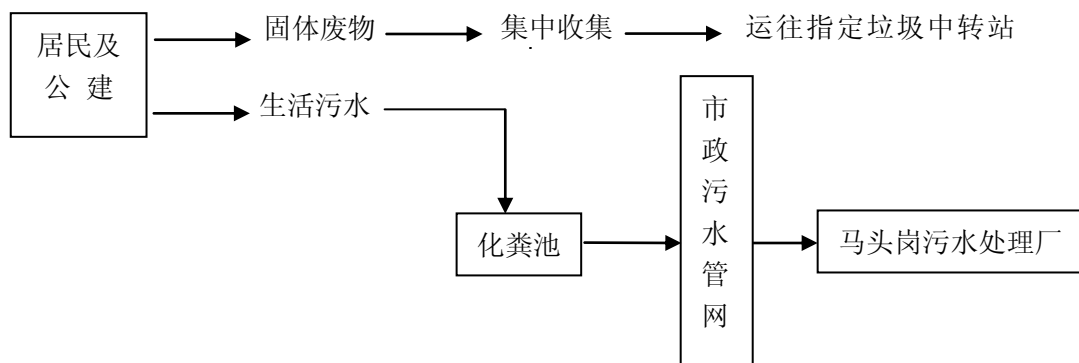 居民及
公 建
固体废物
集中收集
运往指定垃圾中转站
生活污水
化粪池
市政污水管网
马头岗污水处理厂